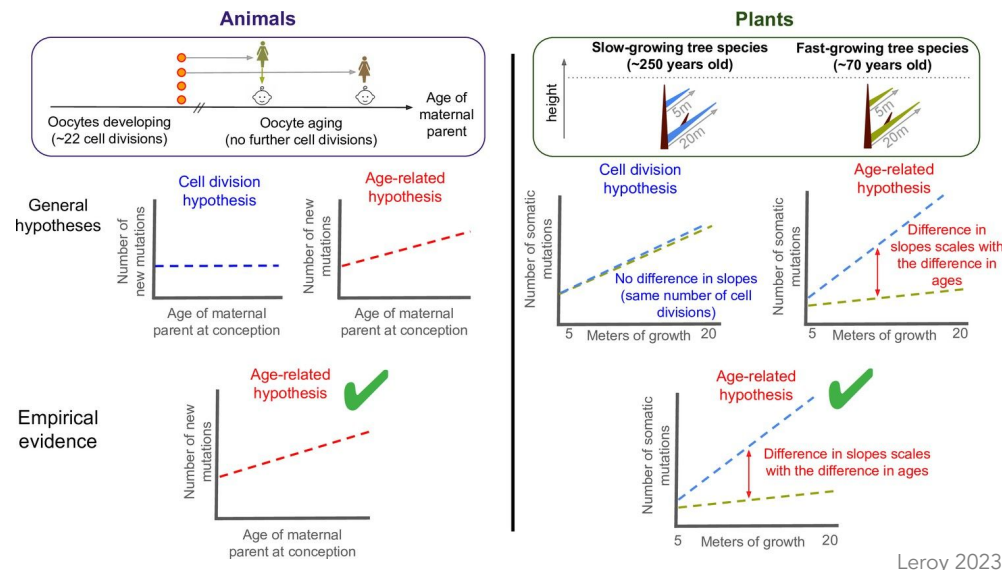 Animals
Age of
maternal
parent
Oocytes developing
(~22 cell divisions)
Oocyte aging
(no further cell divisions)
General
hypotheses
Cell division
hypothesis
Number of
new mutations
Age of maternal
parent at conception
Age-related
hypothesis
Number of new
mutations
Age of maternal
parent at conception
Empirical
evidence
Age-related
hypothesis
Number of new
mutations
Age of maternal
parent at conception
Plants
height
Slow-growing tree species
(~250 years old)
5m
20m
Fast-growing tree species
(~70 years old)
5m
20m
Cell division
hypothesis
Number of somatic
mutations
No difference in slopes
(same number of cell
divisions)
5 Meters of growth 20
Age-related
hypothesis
Number of somatic
mutations
Difference in
slopes scales with
the difference in
ages
5 Meters of growth 20
Age-related
hypothesis
Number of somatic
mutations
Difference in slopes scales
with the difference in ages
5 Meters of growth 20
Leroy 2023